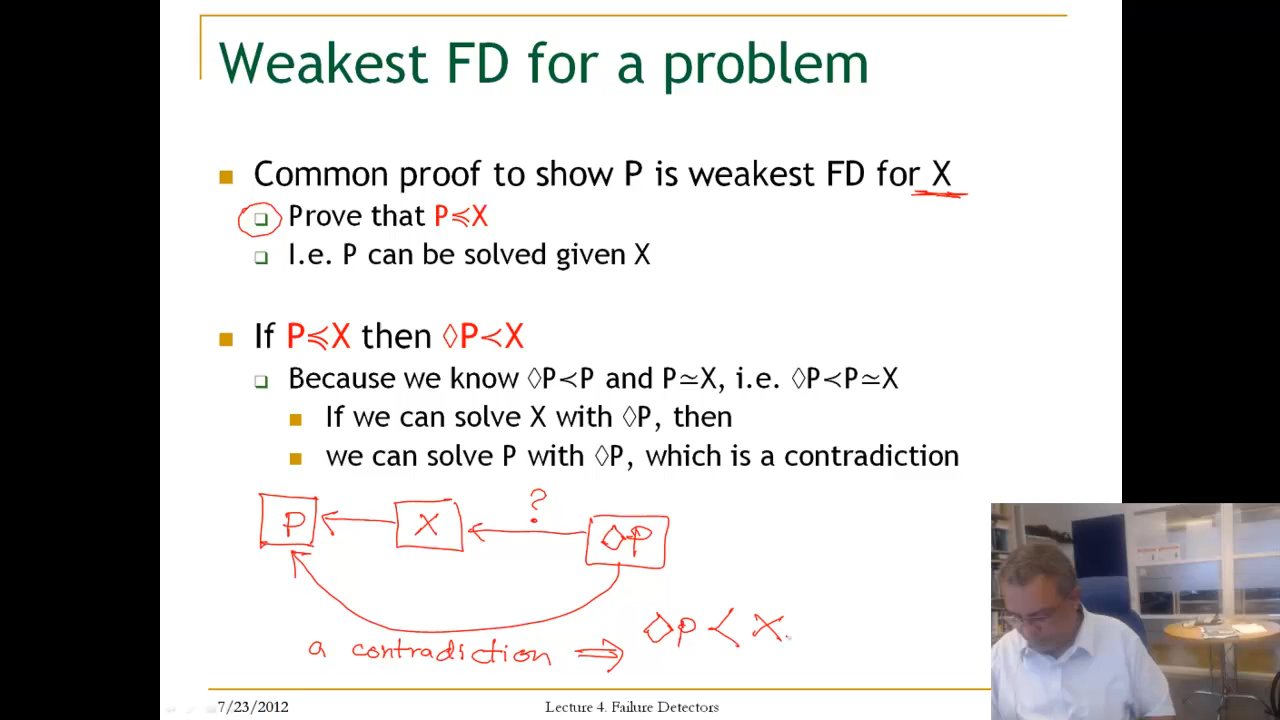 Weakest FD for a problem
Common proof to show P is weakest FD for X
Prove that P≼X
I.e. P can be solved given X
If P≼X then ◊P≺X
Because we know ◊P≺P and P≃X, i.e. ◊P≺P≃X
If we can solve X with ◊P, then
we can solve P with ◊P, which is a contradiction
?
P ← X ← ◊P
a contradiction ⇒ ◊P ≺ X.
7/23/2012 Lecture 4. Failure Detectors